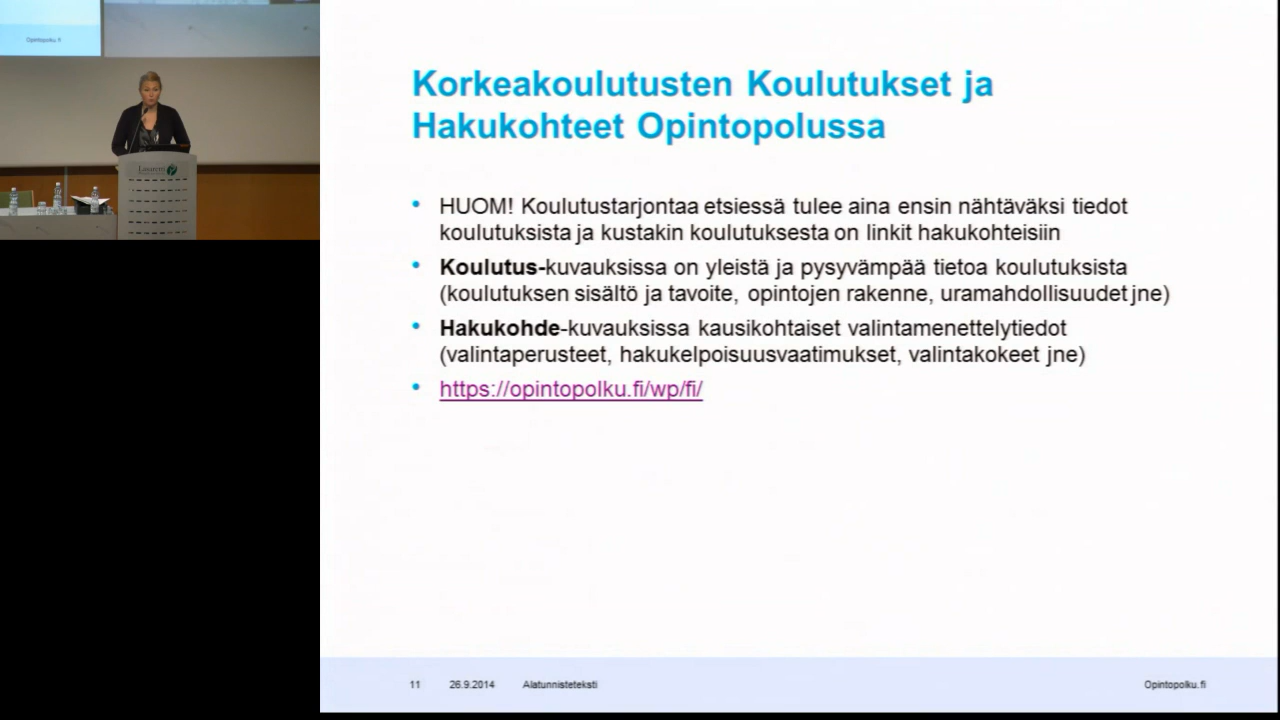 Opintopolku.fi
Korkeakoulutusten Koulutukset ja
Hakukohteet Opintopolussa
• HUOM! Koulutustarjontaa etsiessä tulee aina ensin nähtäväksi tiedot
koulutuksista ja kustakin koulutuksesta on linkit hakukohteisiin
• Koulutus-kuvauksissa on yleistä ja pysyvämpää tietoa koulutuksista
(koulutuksen sisältö ja tavoite, opintojen rakenne, uramahdollisuudet jne)
• Hakukohde-kuvauksissa kausikohtaiset valintamenettelytiedot
(valintaperusteet, hakukelpoisuusvaatimukset, valintakokeet jne)
• https://opintopolku.fi/wp/fi/
11 26.9.2014 Alatunnisteteksti Opintopolku.fi